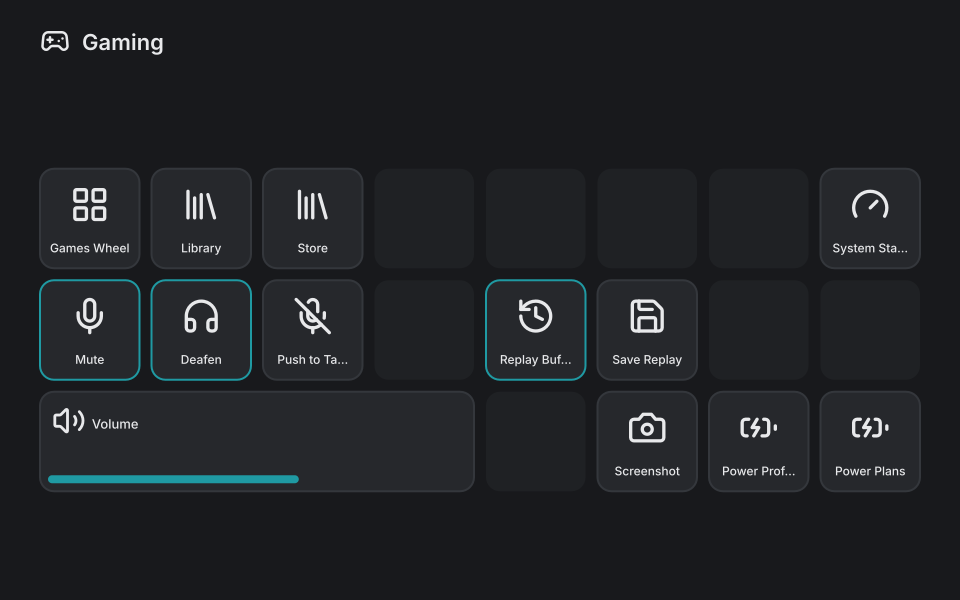 Gaming
Games Wheel
Library
Store
System Sta...
Mute
Deafen
Push to Ta...
Replay Buf...
Save Replay
Volume
Screenshot
Power Prof...
Power Plans